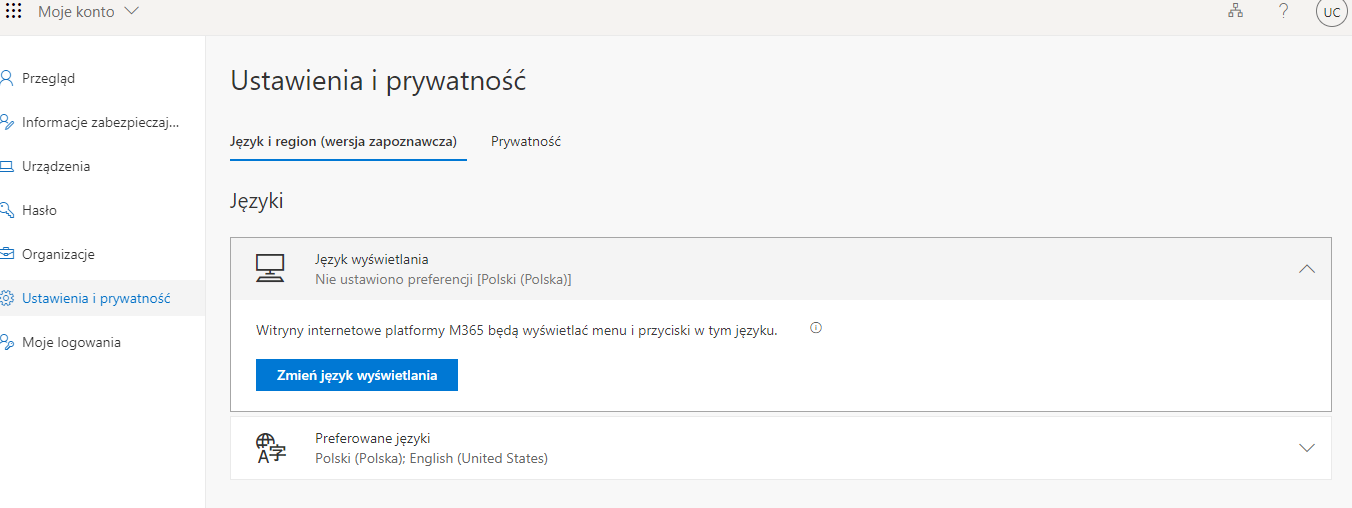 Moje konto
UC
Przegląd
Informacje zabezpieczaj...
Urządzenia
Hasło
Organizacje
Ustawienia i prywatność
Moje logowania
Ustawienia i prywatność
Język i region (wersja zapoznawcza)
Prywatność
Języki
Język wyświetlania
Nie ustawiono preferencji [Polski (Polska)]
Witryny internetowe platformy M365 będą wyświetlać menu i przyciski w tym języku.
Zmień język wyświetlania
Preferowane języki
Polski (Polska); English (United States)